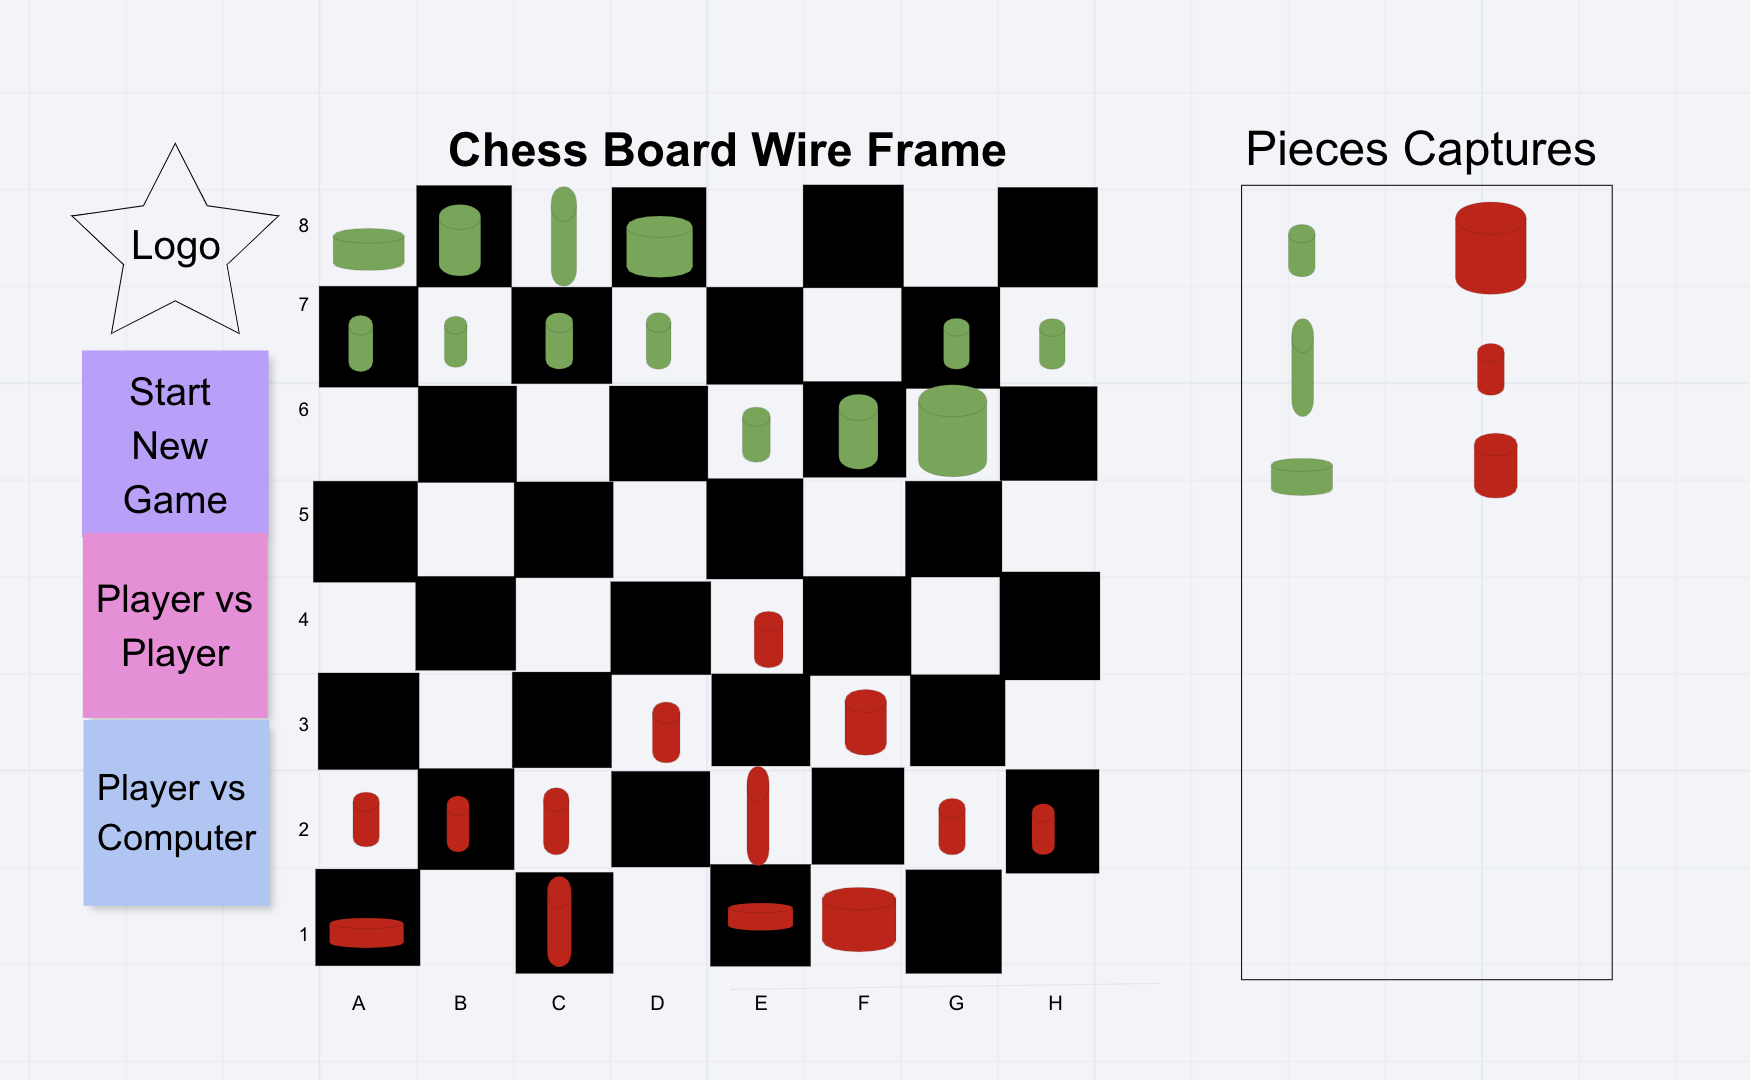 Chess Board Wire Frame
Pieces Captures
Logo
Start
New
Game
Player vs
Player
Player vs
Computer
8
7
6
5
4
3
2
1
A B C D E F G H